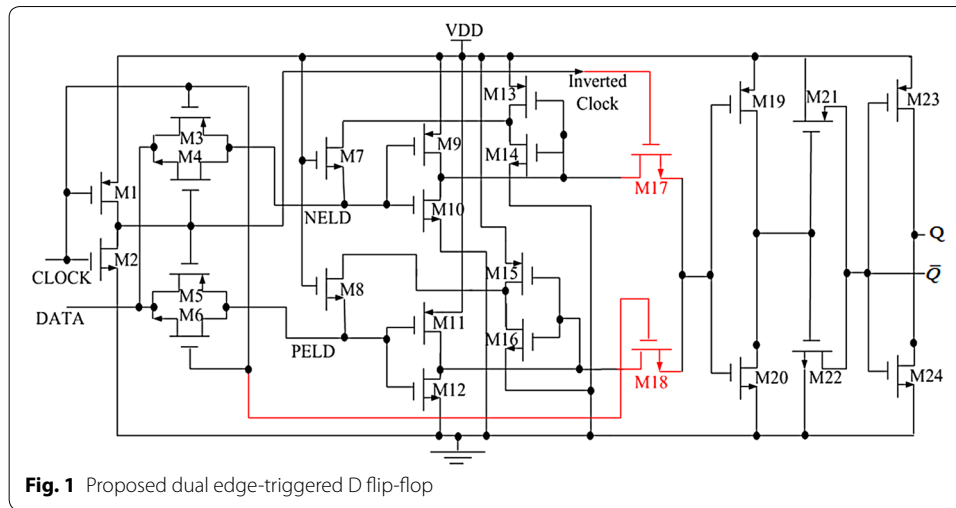 VDD
Inverted
Clock
M13
M19
M21
M23
M3
M4
M7
M9
M14
M1
M17
NELD
M10
CLOCK
M2
M15
Q
Q̅
M5
M6
M8
DATA
M11
M16
PELD
M12
M18
M20
M22
M24
Fig. 1 Proposed dual edge-triggered D flip-flop